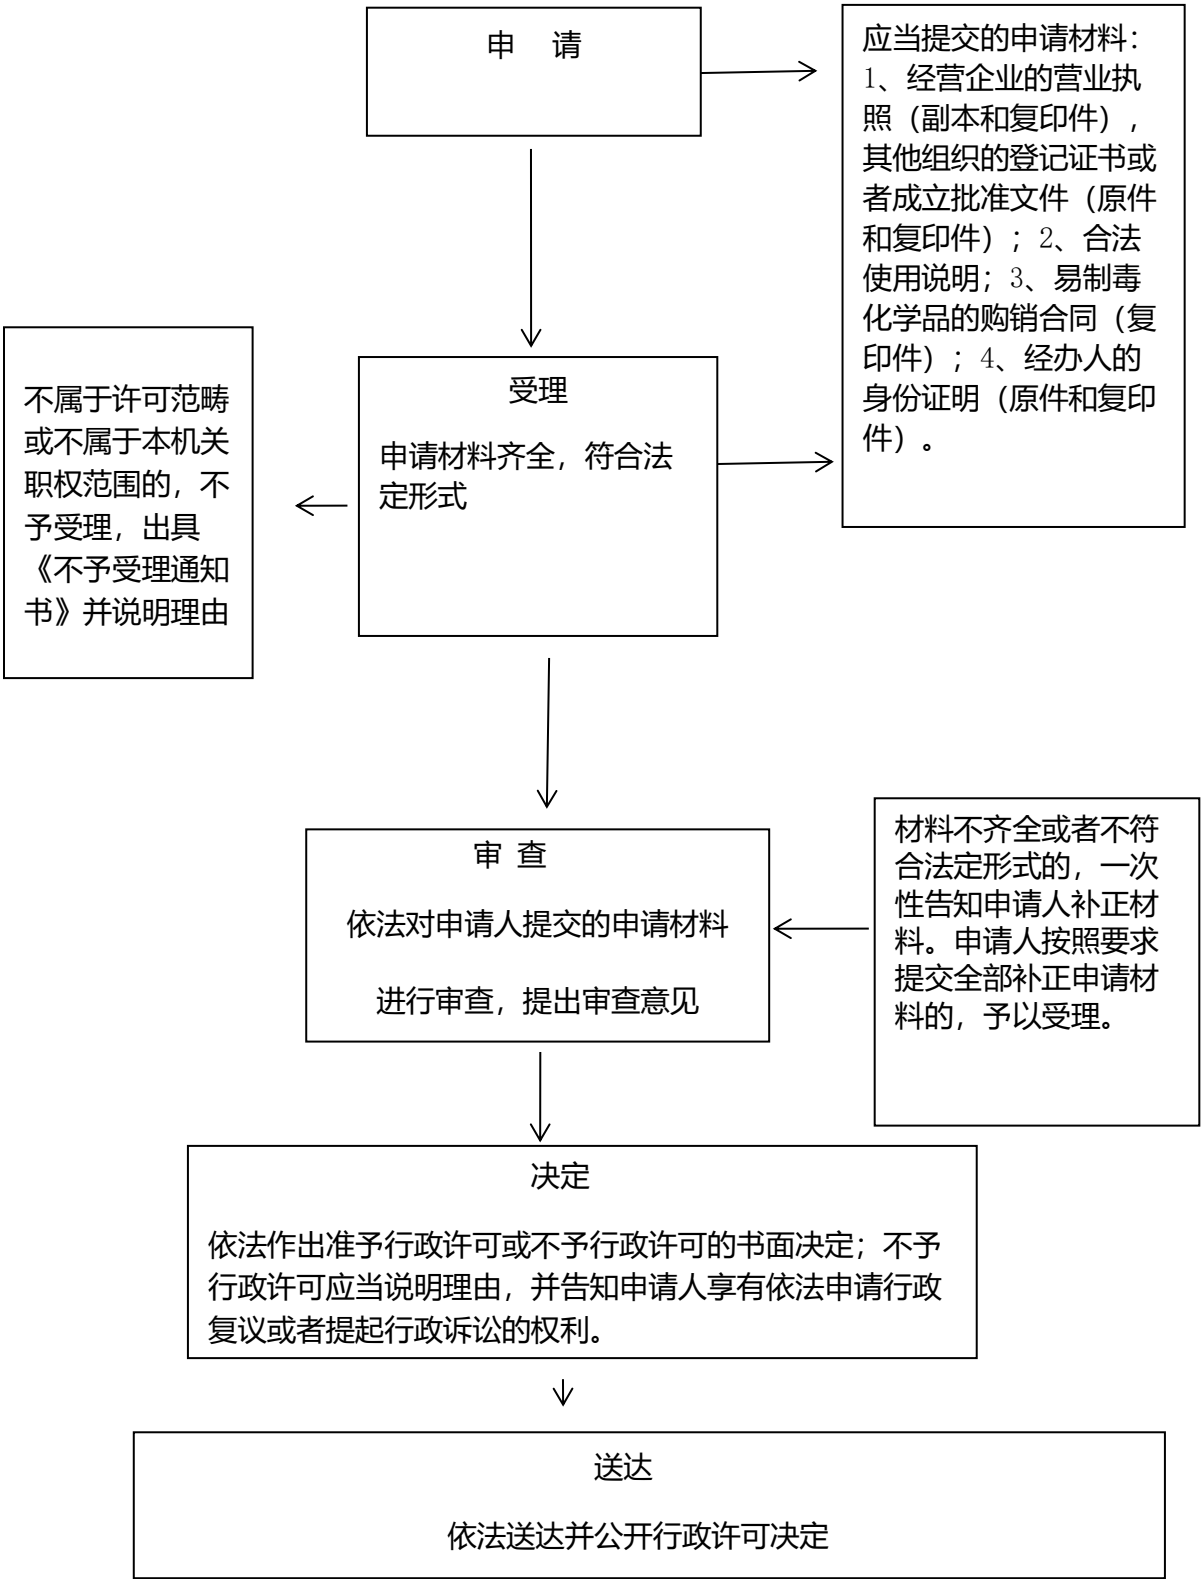 申 请
应当提交的申请材料：
1、经营企业的营业执
照（副本和复印件），
其他组织的登记证书或
者成立批准文件（原件
和复印件）；2、合法
使用说明；3、易制毒
化学品的购销合同（复
印件）；4、经办人的
身份证明（原件和复印
件）。
不属于许可范畴
或不属于本机关
职权范围的，不
予受理，出具
《不予受理通知
书》并说明理由
受理
申请材料齐全，符合法
定形式
审 查
依法对申请人提交的申请材料
进行审查，提出审查意见
材料不齐全或者不符
合法定形式的，一次
性告知申请人补正材
料。申请人按照要求
提交全部补正申请材
料的，予以受理。
决定
依法作出准予行政许可或不予行政许可的书面决定；不予
行政许可应当说明理由，并告知申请人享有依法申请行政
复议或者提起行政诉讼的权利。
送达
依法送达并公开行政许可决定